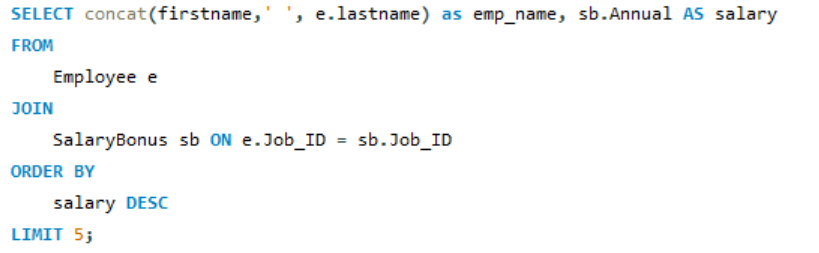 SELECT concat(firstname,' ', e.lastname) as emp_name, sb.Annual AS salary
FROM
    Employee e
JOIN
    SalaryBonus sb ON e.Job_ID = sb.Job_ID
ORDER BY
    salary DESC
LIMIT 5;